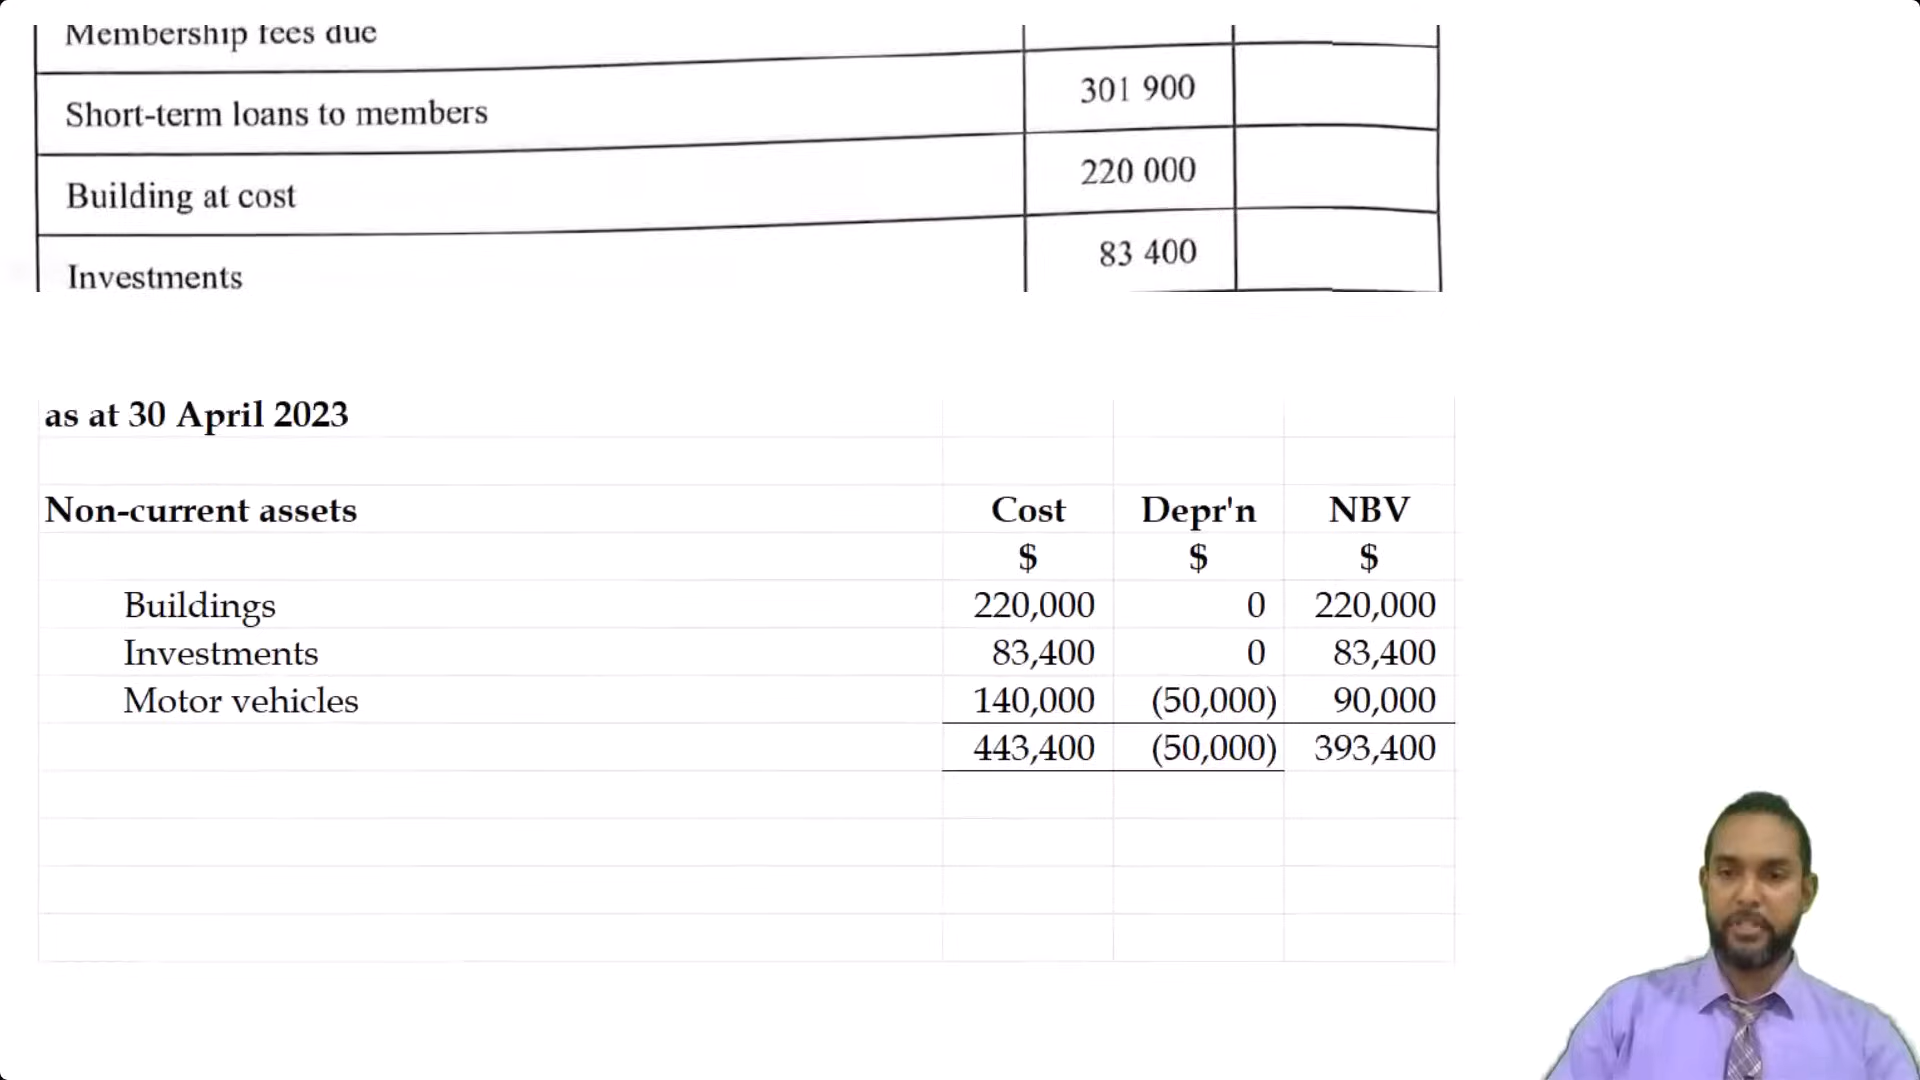 Membership fees due
Short-term loans to members 301 900
Building at cost 220 000
Investments 83 400
as at 30 April 2023
Non-current assets Cost Depr'n NBV
$ $ $
Buildings 220,000 0 220,000
Investments 83,400 0 83,400
Motor vehicles 140,000 (50,000) 90,000
443,400 (50,000) 393,400